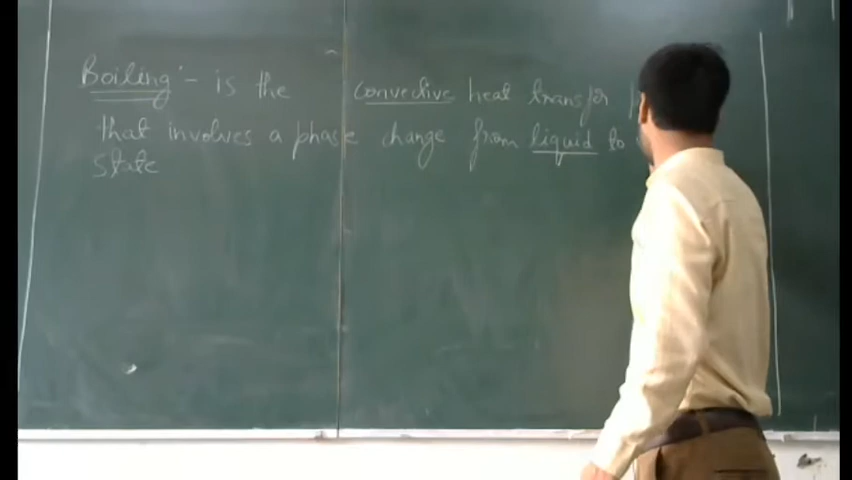 Boiling :- is the convective heat transfer
that involves a phase change from liquid to
state